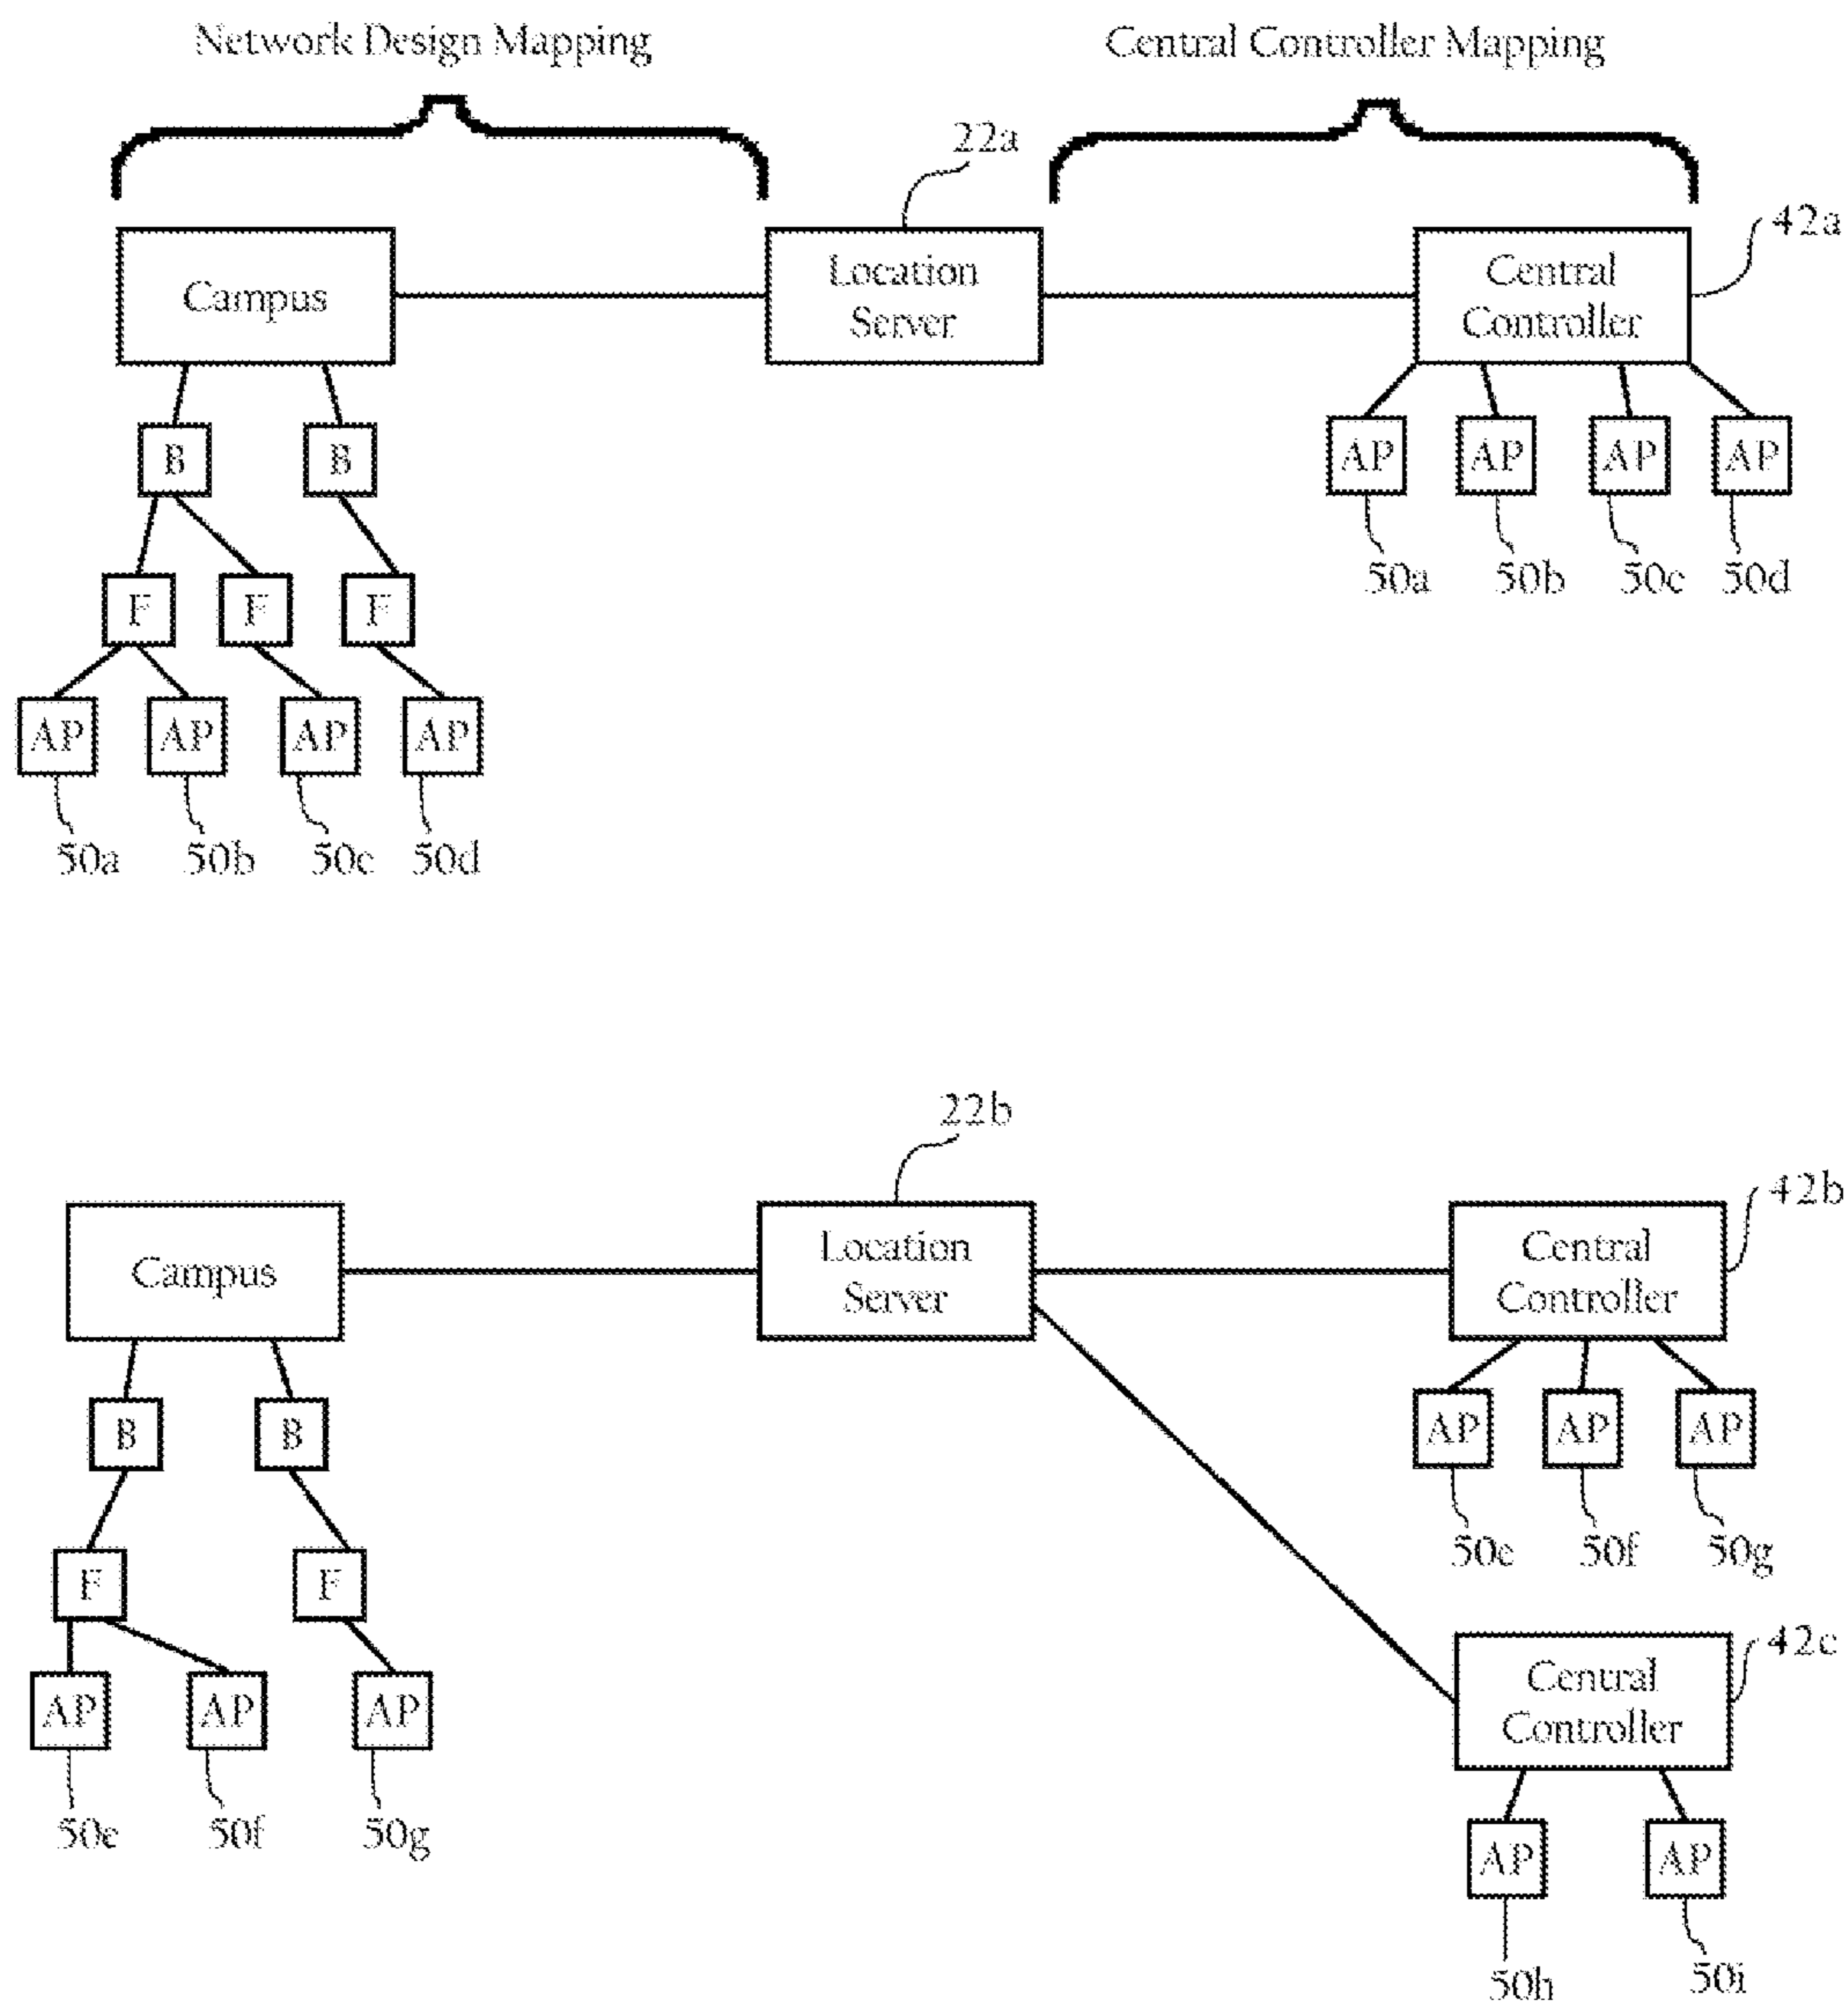 Network Design Mapping
Central Controller Mapping
22a
42a
Campus
Location
Server
Central
Controller
B
B
AP
AP
AP
AP
F
F
F
50a
50b
50c
50d
AP
AP
AP
AP
50a
50b
50c
50d
22b
42b
Campus
Location
Server
Central
Controller
B
B
AP
AP
AP
F
F
50e
50f
50g
42c
AP
AP
AP
Central
Controller
50e
50f
50g
AP
AP
50h
50i